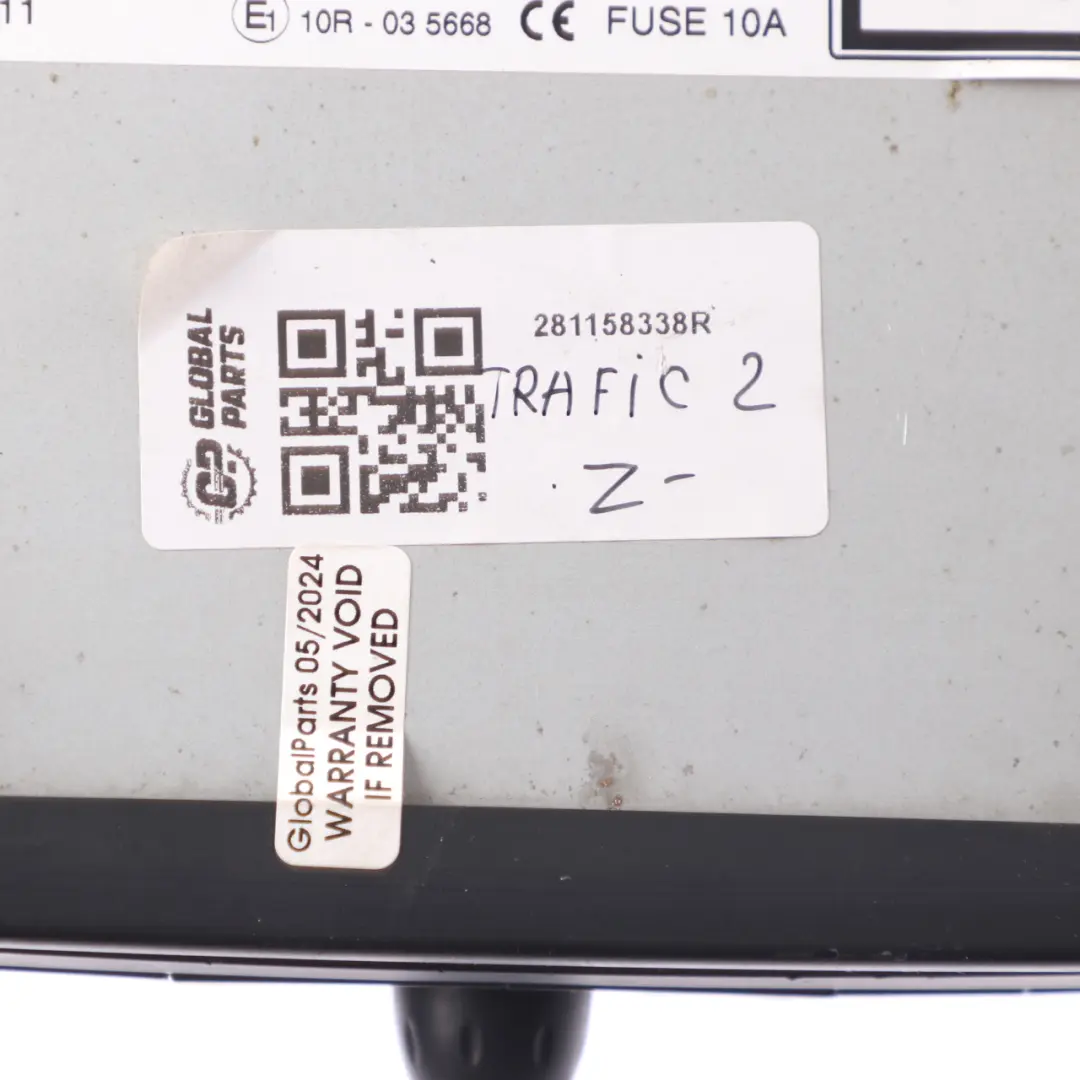 11
E1 10R - 03 5668 CE FUSE 10A
GLOBAL
PARTS
281158338R
TRAFIC 2
Z-
GlobalParts 05/2024
WARRANTY VOID
IF REMOVED